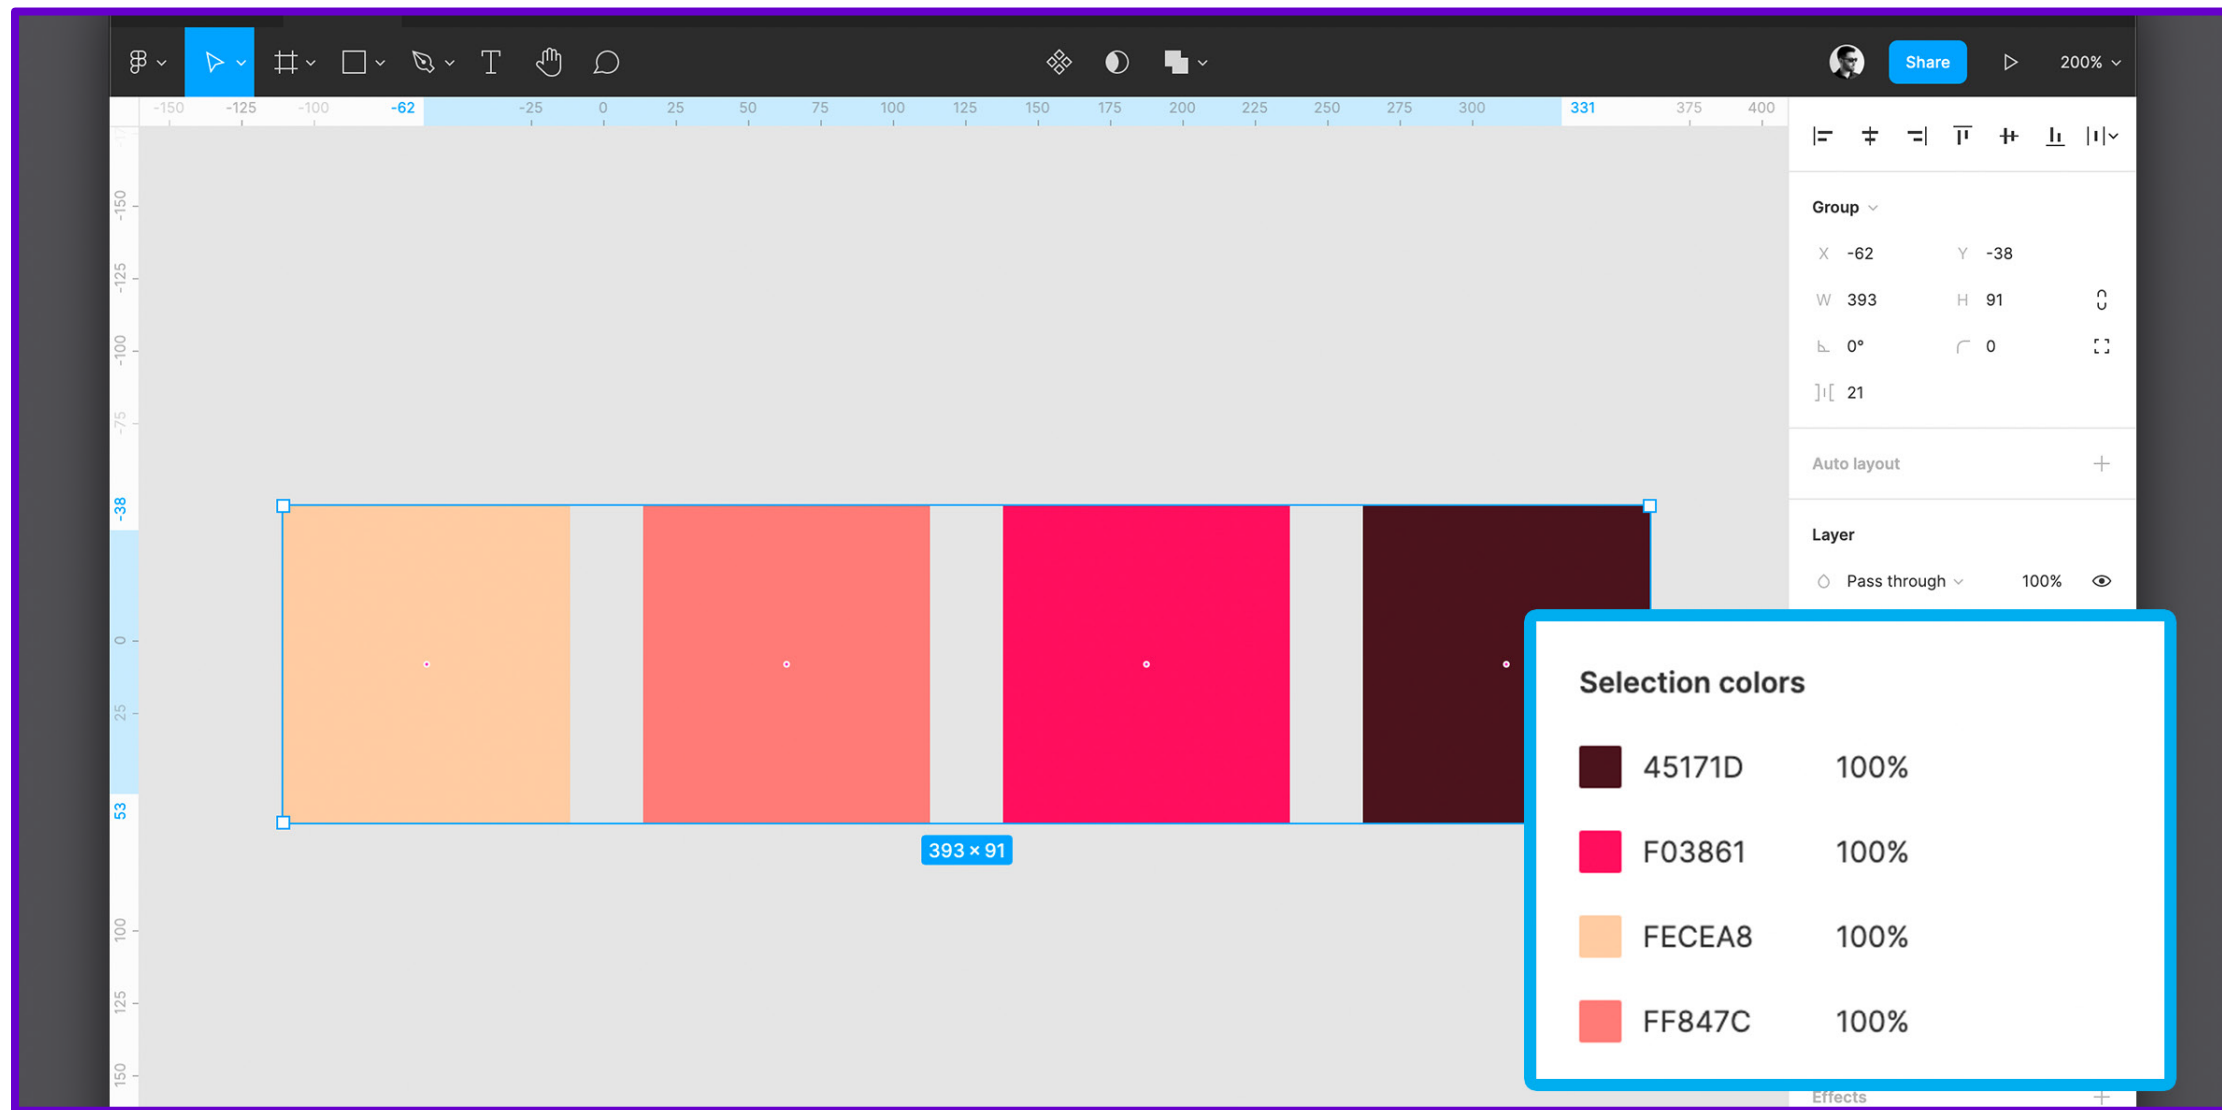 Share
200%
-150 -125 -100 -62 -25 0 25 50 75 100 125 150 175 200 225 250 275 300 331 375 400
-150
-125
-100
-75
-38
0
25
53
100
125
150
Group
X -62 Y -38
W 393 H 91
0° 0
21
Auto layout
Layer
Pass through 100%
393 × 91
Selection colors
45171D 100%
F03861 100%
FECEA8 100%
FF847C 100%
Effects